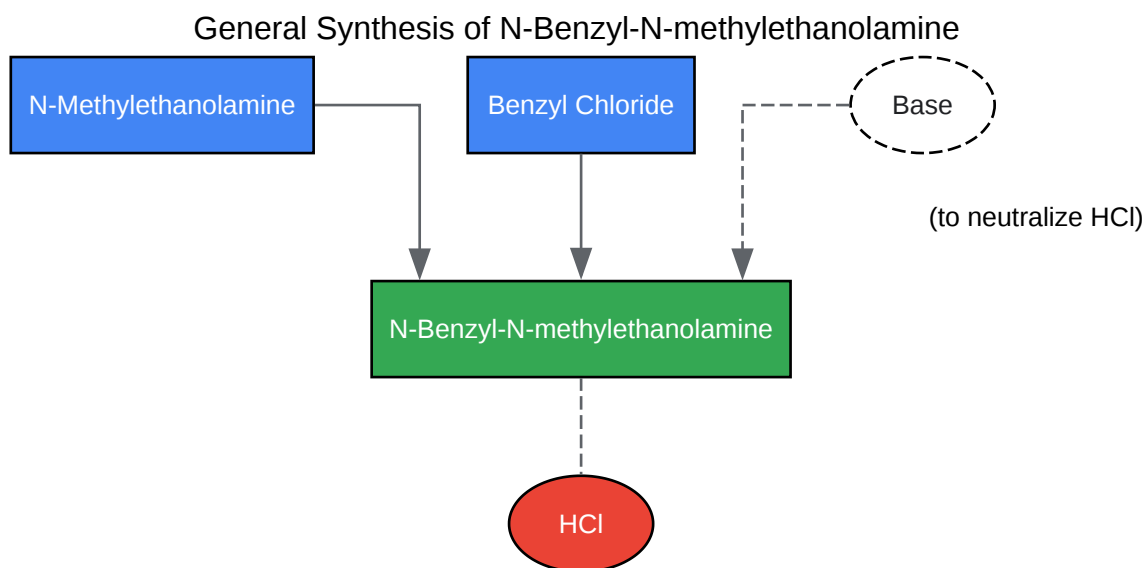 General Synthesis of N-Benzyl-N-methylethanolamine
N-Methylethanolamine
Benzyl Chloride
Base
(to neutralize HCl)
N-Benzyl-N-methylethanolamine
HCl